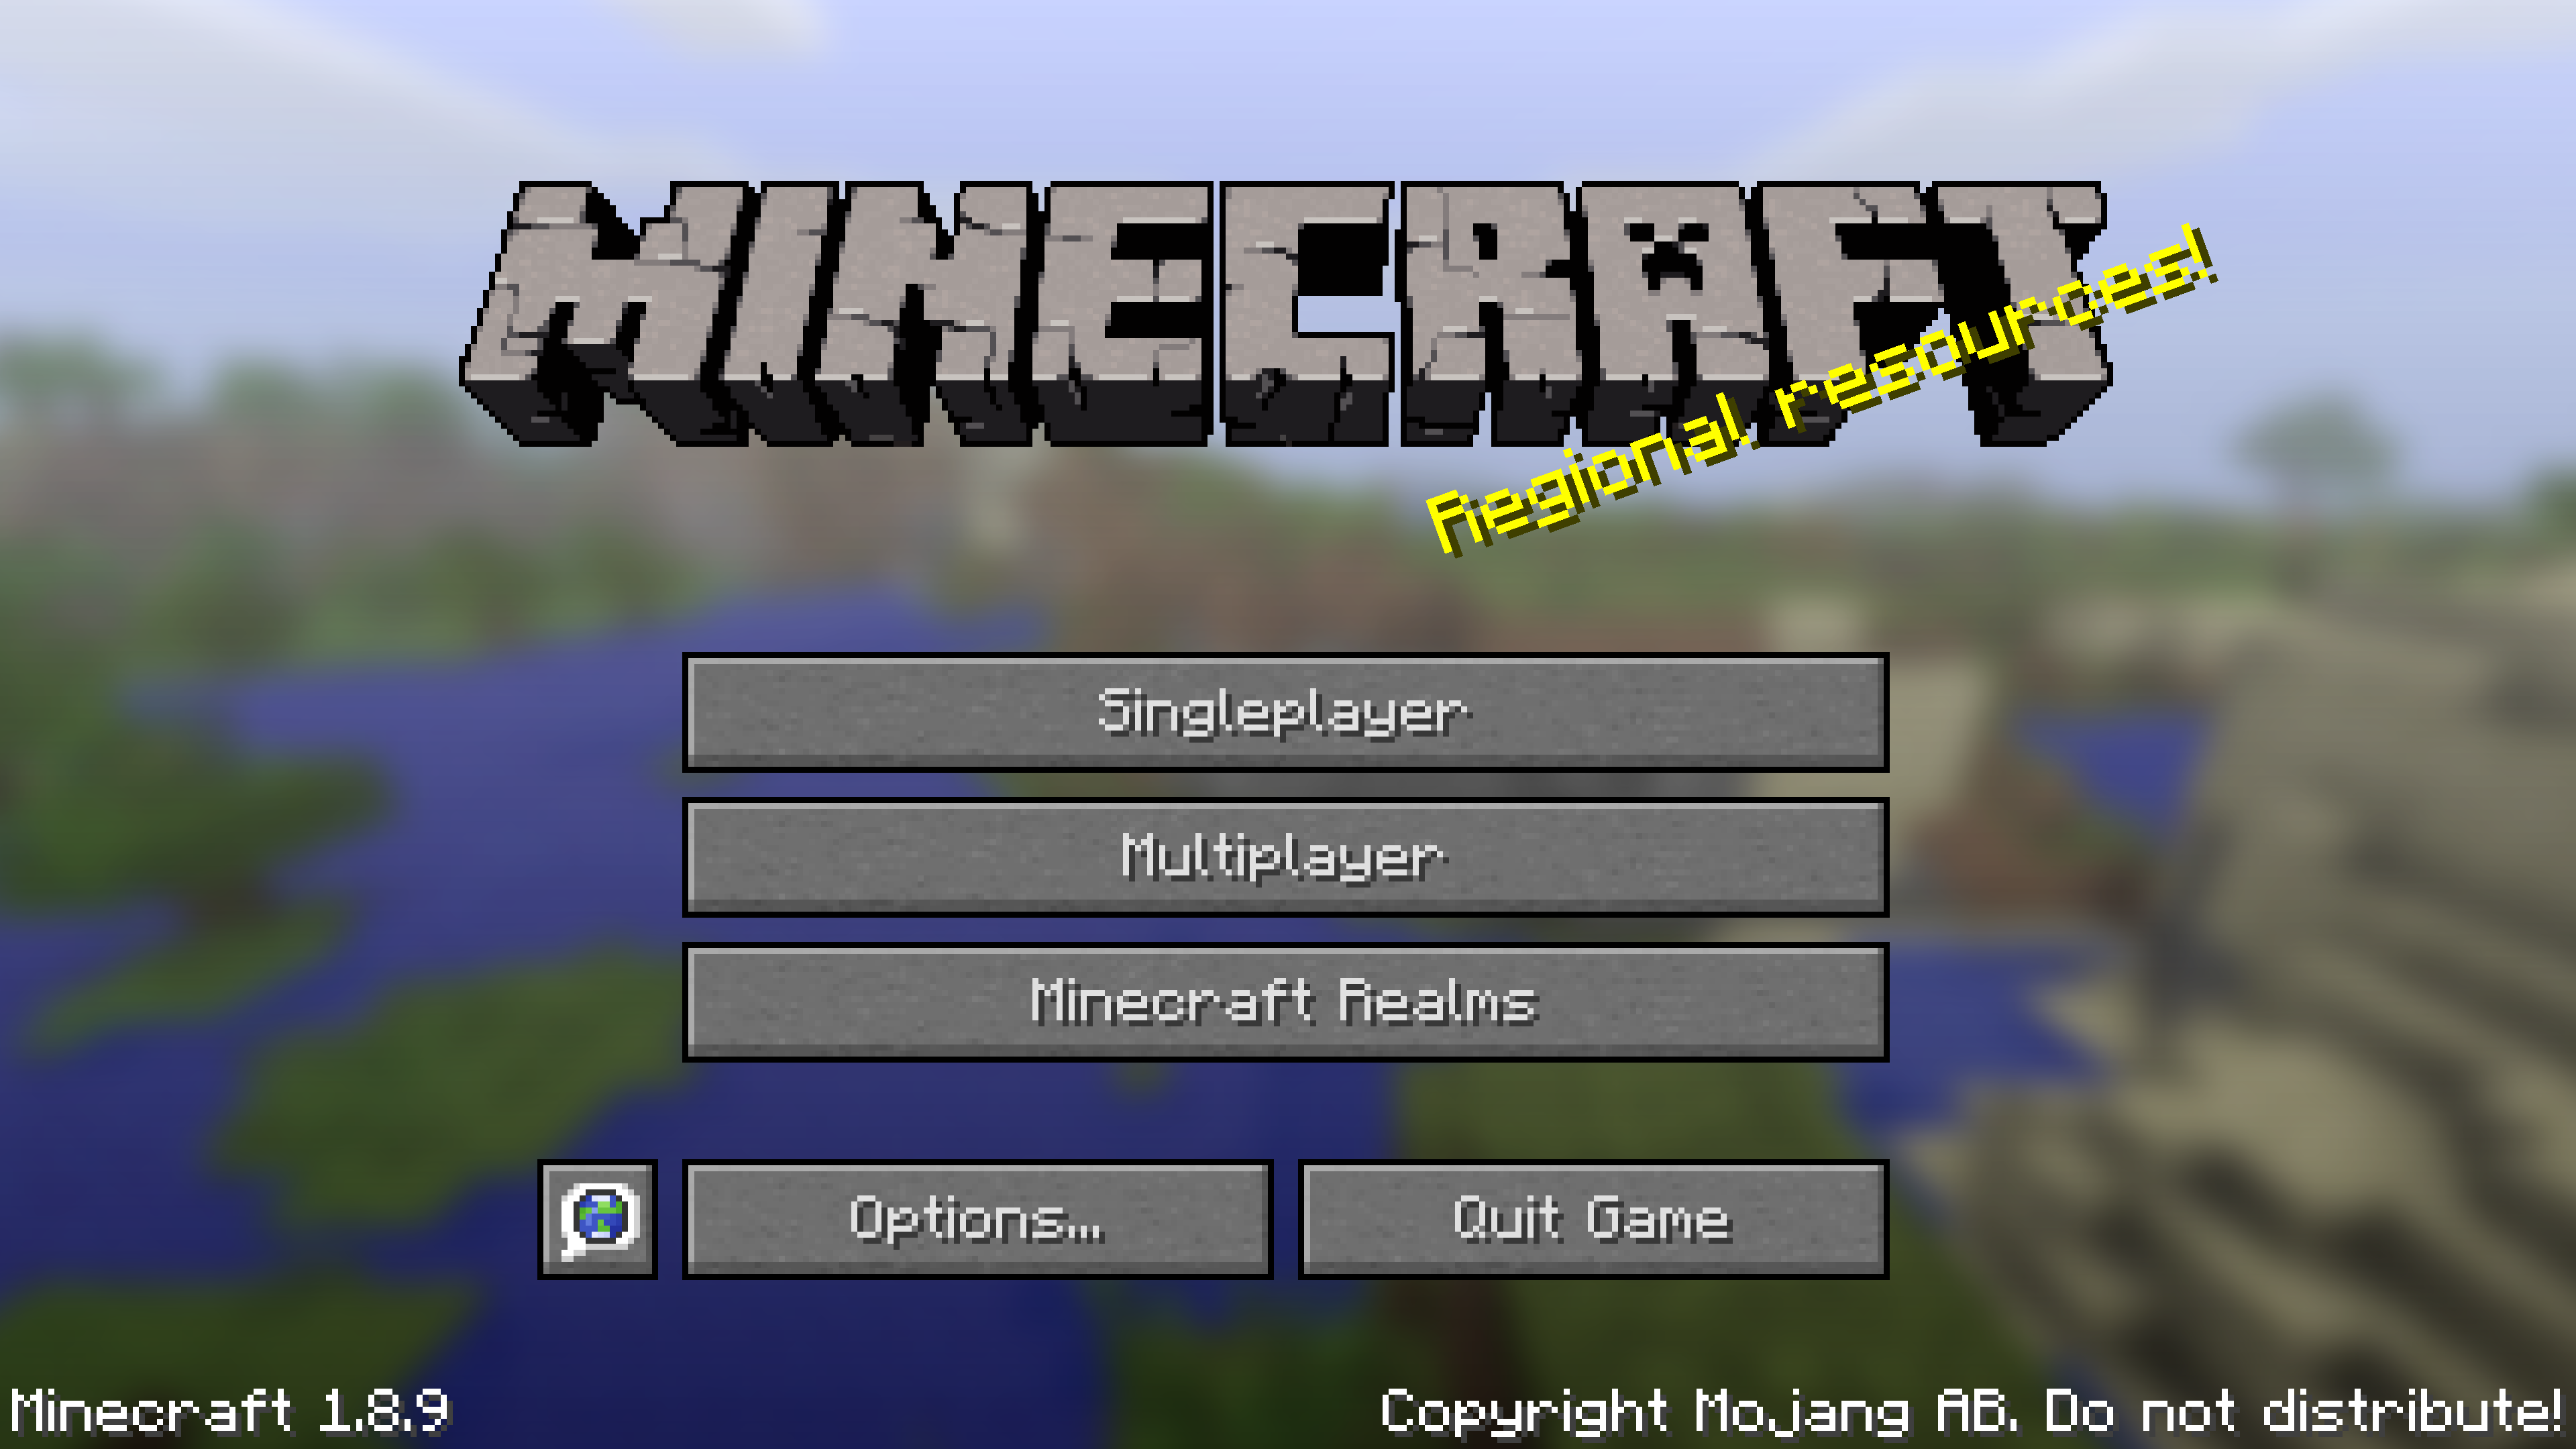 MINECRAFT
Regional resources!
Singleplayer
Multiplayer
Minecraft Realms
Options...
Quit Game
Minecraft 1.8.9
Copyright Mojang AB. Do not distribute!